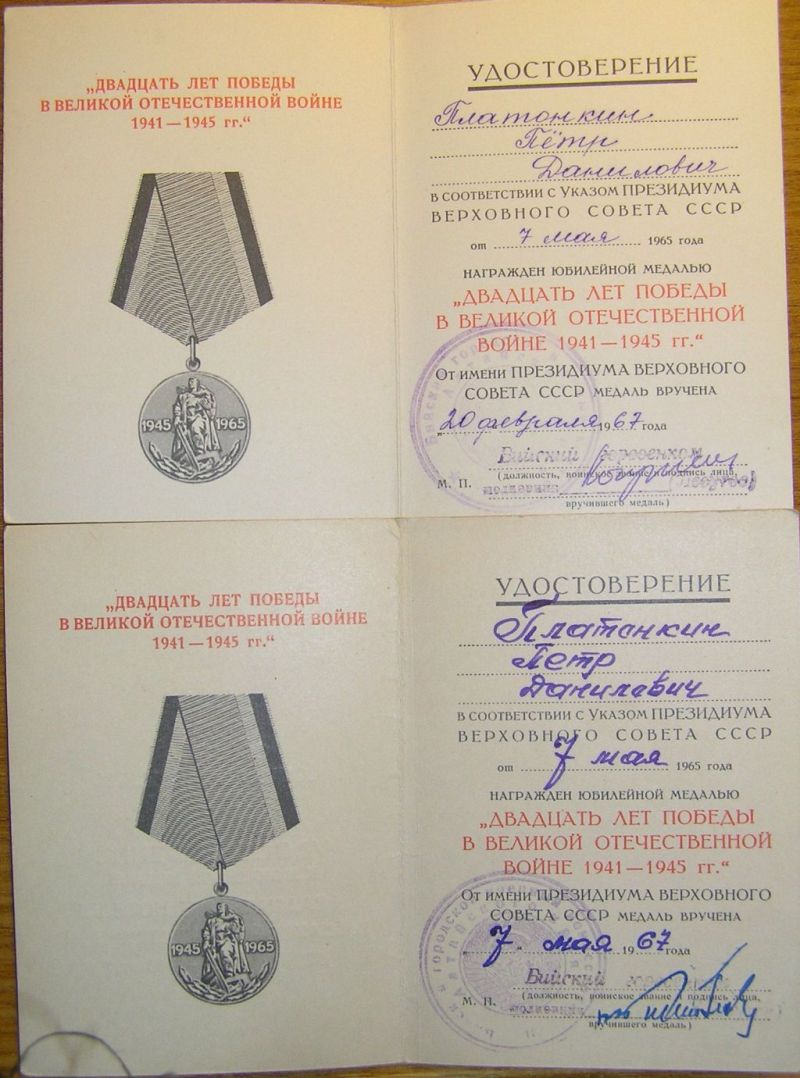 „ДВАДЦАТЬ ЛЕТ ПОБЕДЫ
В ВЕЛИКОЙ ОТЕЧЕСТВЕННОЙ ВОЙНЕ
1941 — 1945 гг.“
1945 1965
УДОСТОВЕРЕНИЕ
Платонкин
Пётр
Данилович
В СООТВЕТСТВИИ С УКАЗОМ ПРЕЗИДИУМА
ВЕРХОВНОГО СОВЕТА СССР
от 7 мая 1965 года
НАГРАЖДЕН ЮБИЛЕЙНОЙ МЕДАЛЬЮ
„ДВАДЦАТЬ ЛЕТ ПОБЕДЫ
В ВЕЛИКОЙ ОТЕЧЕСТВЕННОЙ
ВОЙНЕ 1941 — 1945 гг.“
ОТ ИМЕНИ ПРЕЗИДИУМА ВЕРХОВНОГО
СОВЕТА СССР МЕДАЛЬ ВРУЧЕНА
„20 февраля 1967 года
Бийский горвоенком
М. П. (должность, воинское звание и подпись лица,
вручившего медаль)
„ДВАДЦАТЬ ЛЕТ ПОБЕДЫ
В ВЕЛИКОЙ ОТЕЧЕСТВЕННОЙ ВОЙНЕ
1941 — 1945 гг.“
1945 1965
УДОСТОВЕРЕНИЕ
Платонкин
Петр
Данилович
В СООТВЕТСТВИИ С УКАЗОМ ПРЕЗИДИУМА
ВЕРХОВНОГО СОВЕТА СССР
от 7 мая 1965 года
НАГРАЖДЕН ЮБИЛЕЙНОЙ МЕДАЛЬЮ
„ДВАДЦАТЬ ЛЕТ ПОБЕДЫ
В ВЕЛИКОЙ ОТЕЧЕСТВЕННОЙ
ВОЙНЕ 1941 — 1945 гг.“
ОТ ИМЕНИ ПРЕЗИДИУМА ВЕРХОВНОГО
СОВЕТА СССР МЕДАЛЬ ВРУЧЕНА
„7“ мая 1967 года
Бийский
М. П. (должность, воинское звание и подпись лица,
вручившего медаль)